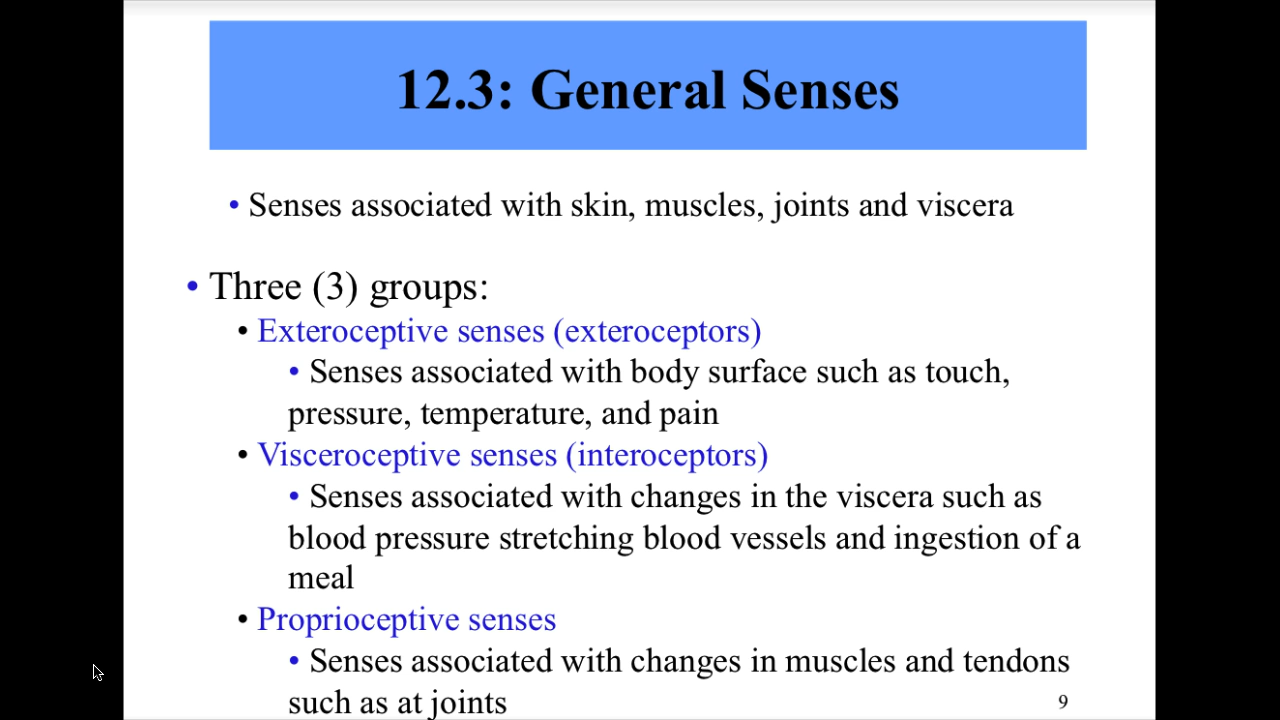 12.3: General Senses
• Senses associated with skin, muscles, joints and viscera
• Three (3) groups:
• Exteroceptive senses (exteroceptors)
• Senses associated with body surface such as touch,
pressure, temperature, and pain
• Visceroceptive senses (interoceptors)
• Senses associated with changes in the viscera such as
blood pressure stretching blood vessels and ingestion of a
meal
• Proprioceptive senses
• Senses associated with changes in muscles and tendons
such as at joints
9